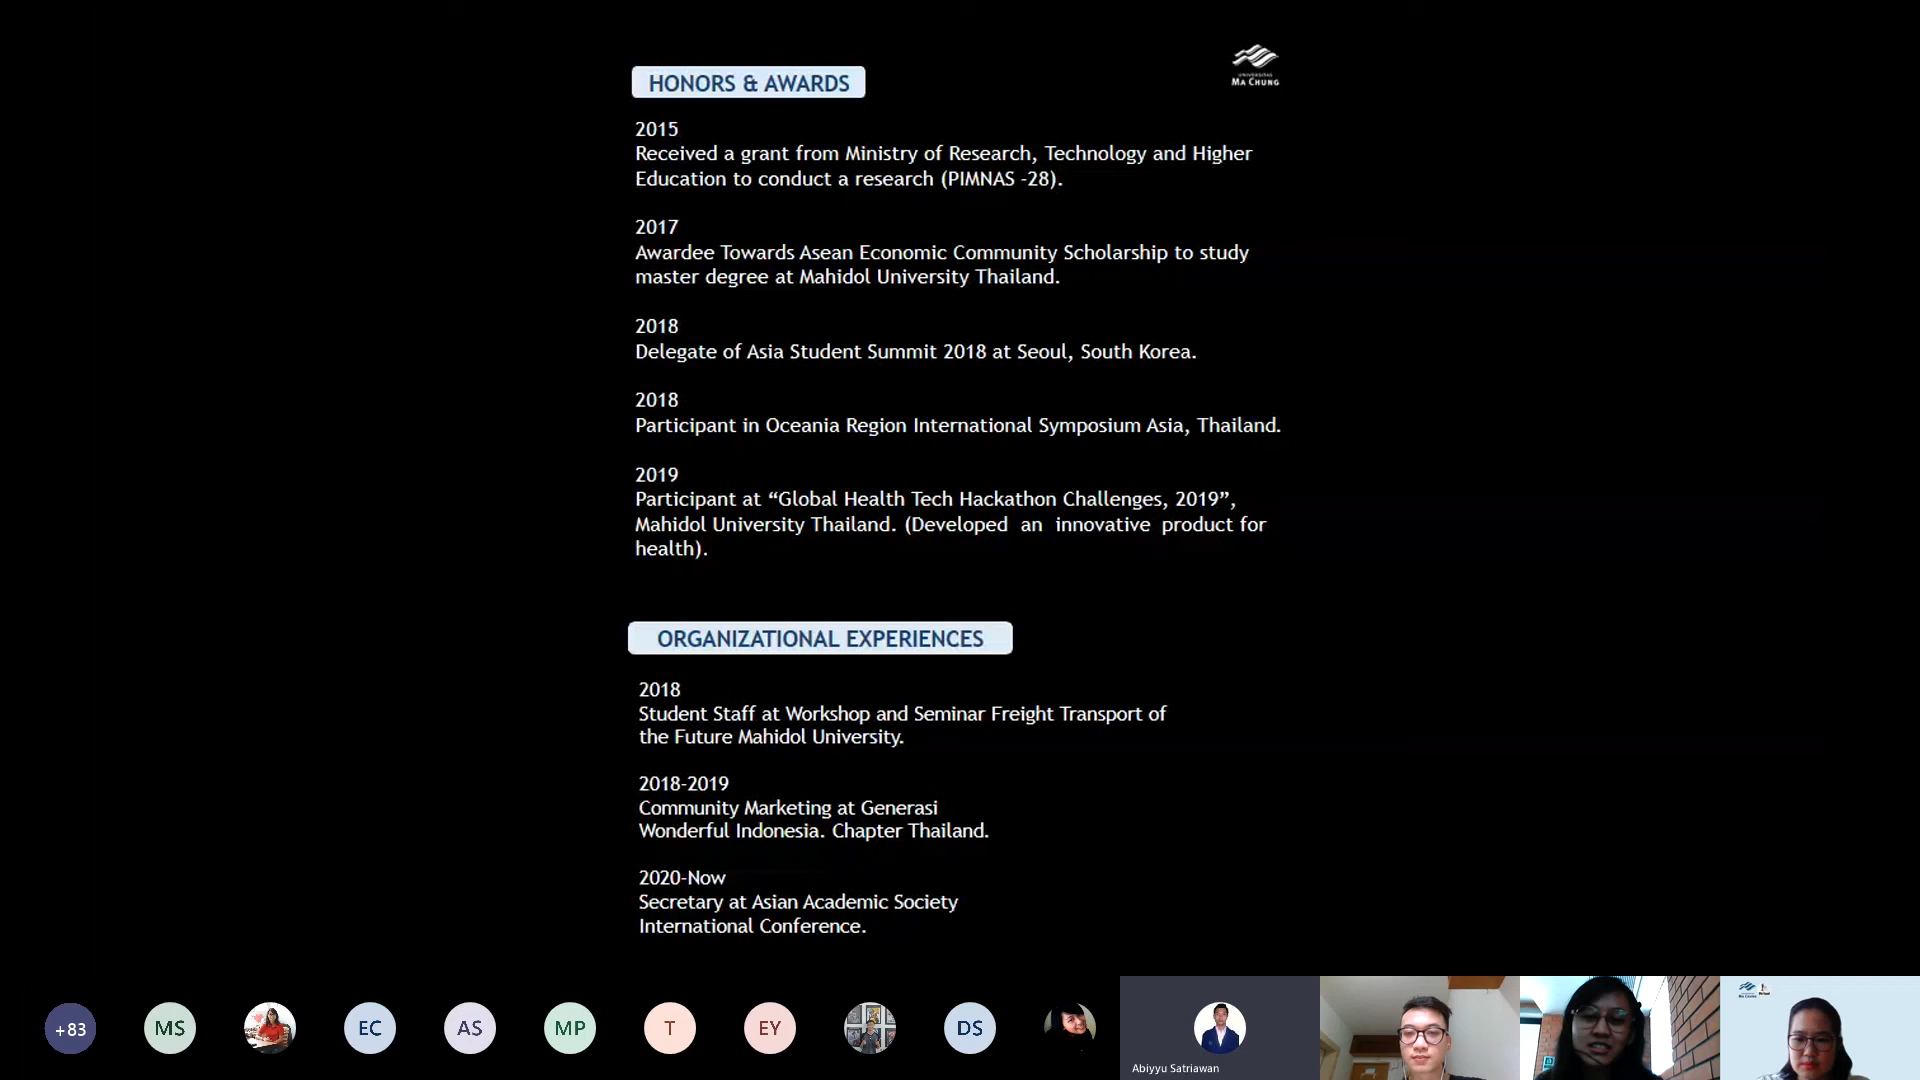 UNIVERSITAS
MA CHUNG
HONORS & AWARDS
2015
Received a grant from Ministry of Research, Technology and Higher
Education to conduct a research (PIMNAS -28).
2017
Awardee Towards Asean Economic Community Scholarship to study
master degree at Mahidol University Thailand.
2018
Delegate of Asia Student Summit 2018 at Seoul, South Korea.
2018
Participant in Oceania Region International Symposium Asia, Thailand.
2019
Participant at “Global Health Tech Hackathon Challenges, 2019”,
Mahidol University Thailand. (Developed an innovative product for
health).
ORGANIZATIONAL EXPERIENCES
2018
Student Staff at Workshop and Seminar Freight Transport of
the Future Mahidol University.
2018-2019
Community Marketing at Generasi
Wonderful Indonesia. Chapter Thailand.
2020-Now
Secretary at Asian Academic Society
International Conference.
+83
MS
EC
AS
MP
T
EY
DS
Abiyyu Satriawan
MA CHUNG